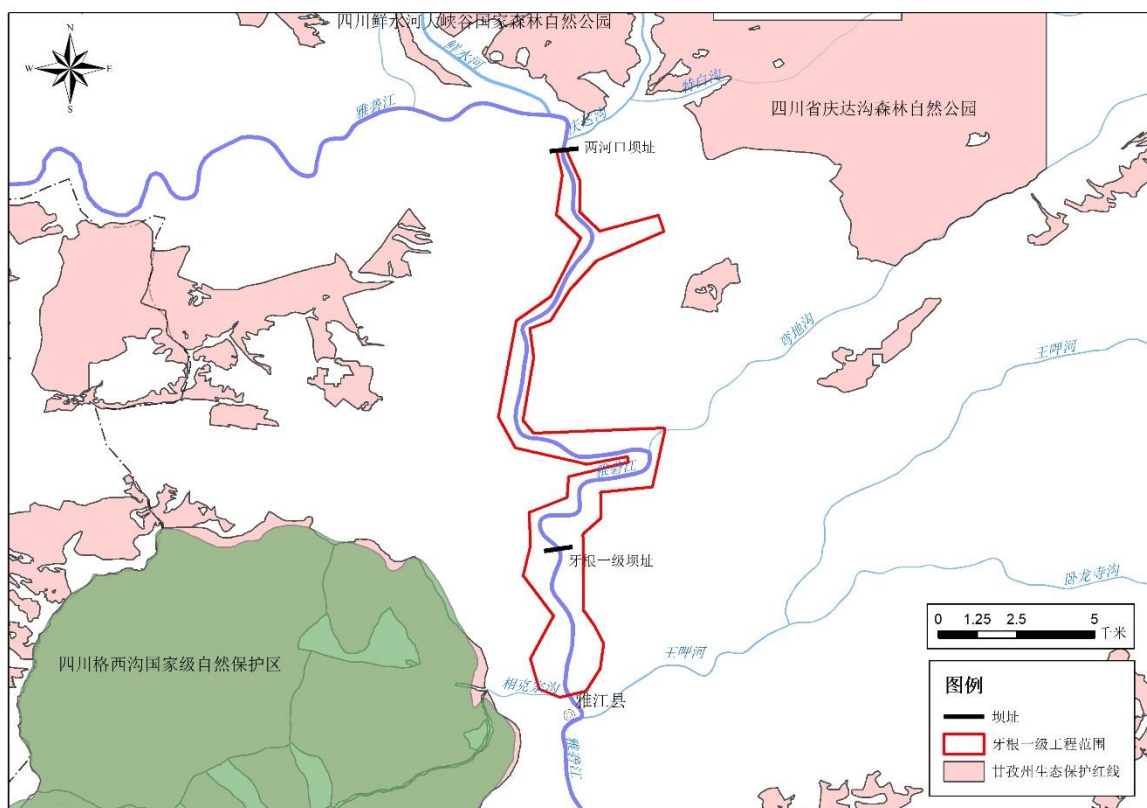 四川鲜水河大峡谷国家森林自然公园
N
W
E
S
鲜水河
雅砻江
特白沟
庆达沟
四川省庆达沟森林自然公园
两河口坝址
弯地沟
王呷河
雅砻江
牙根一级坝址
卧龙寺沟
王呷河
四川格西沟国家级自然保护区
相克宗沟
雅江县
雅砻江
0 1.25 2.5 5
千米
图例
坝址
牙根一级工程范围
甘孜州生态保护红线